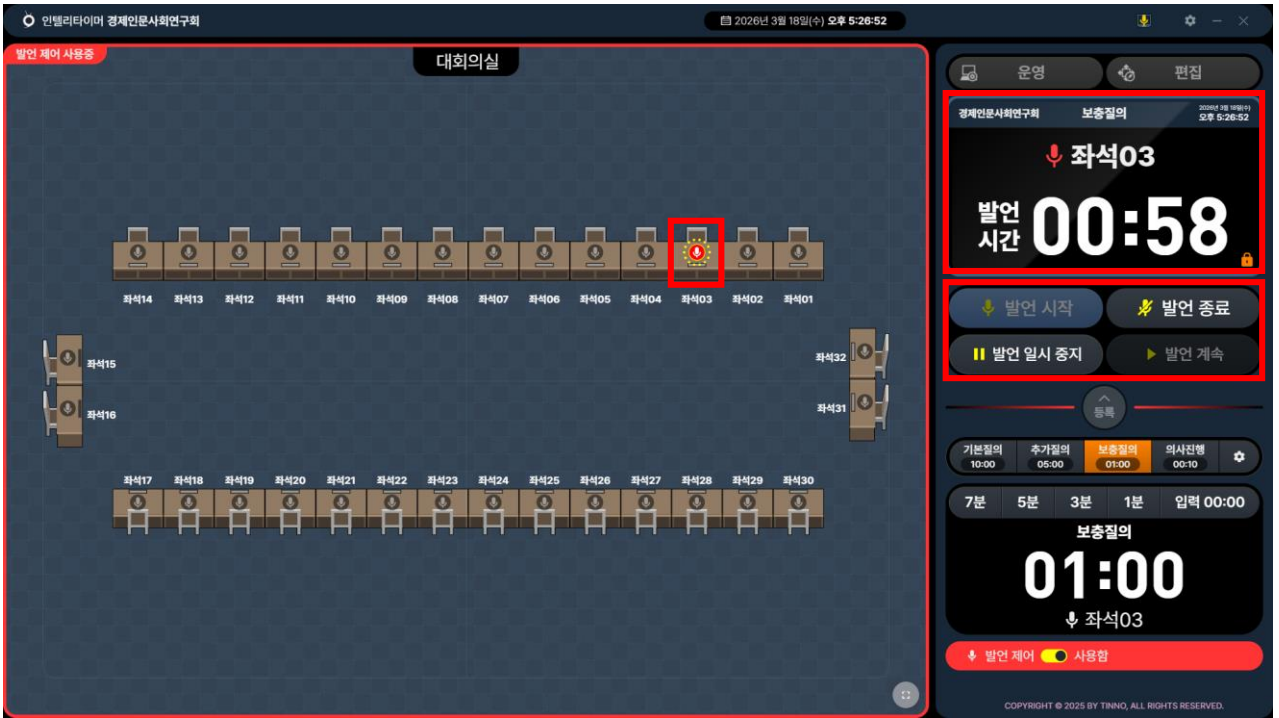 인텔리타이머 경제인문사회연구회
2026년 3월 18일(수) 오후 5:26:52
발언 제어 사용중
대회의실
운영
편집
경제인문사회연구회
보충질의
2026년 3월 18일(수)
오후 5:26:52
좌석03
발언
시간
00:58
좌석14 좌석13 좌석12 좌석11 좌석10 좌석09 좌석08 좌석07 좌석06 좌석05 좌석04 좌석03 좌석02 좌석01
좌석15
좌석16
좌석32
좌석31
좌석17 좌석18 좌석19 좌석20 좌석21 좌석22 좌석23 좌석24 좌석25 좌석26 좌석27 좌석28 좌석29 좌석30
발언 시작
발언 종료
발언 일시 중지
발언 계속
등록
기본질의 추가질의 보충질의 의사진행
10:00 05:00 01:00 00:10
7분 5분 3분 1분 입력 00:00
보충질의
01:00
좌석03
발언 제어 사용함
COPYRIGHT © 2025 BY TINNO, ALL RIGHTS RESERVED.